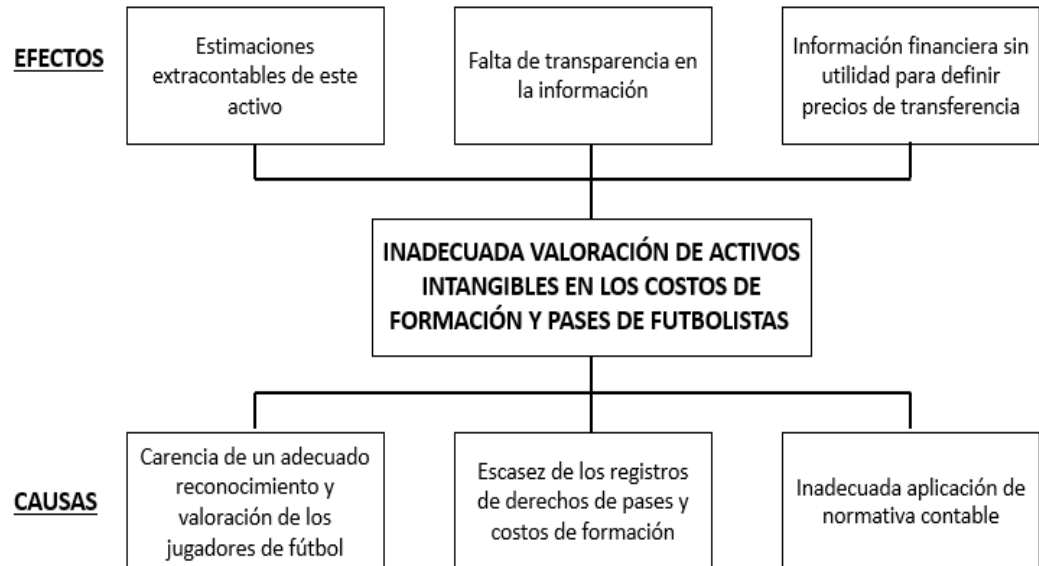 EFECTOS
Estimaciones
extracontables de este
activo
Falta de transparencia en
la información
Información financiera sin
utilidad para definir
precios de transferencia
INADECUADA VALORACIÓN DE ACTIVOS
INTANGIBLES EN LOS COSTOS DE
FORMACIÓN Y PASES DE FUTBOLISTAS
CAUSAS
Carencia de un adecuado
reconocimiento y
valoración de los
jugadores de fútbol
Escasez de los registros
de derechos de pases y
costos de formación
Inadecuada aplicación de
normativa contable